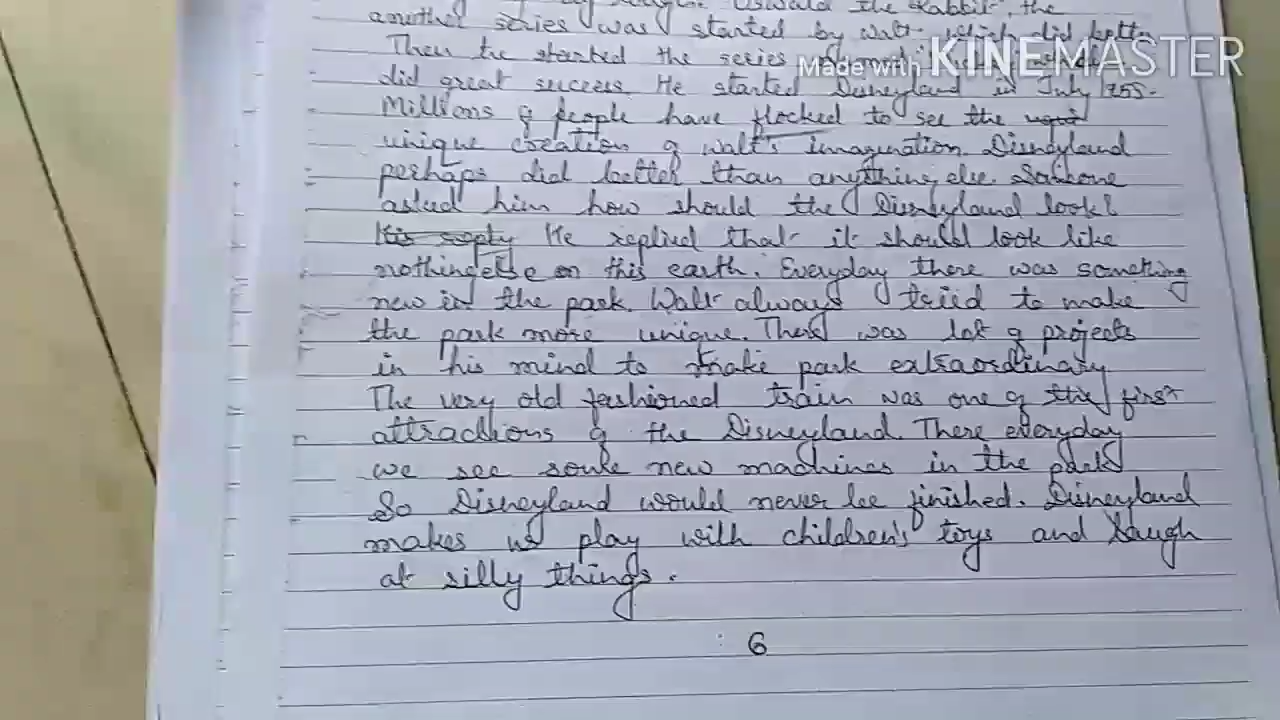 Oswald the Rabbit, the
another series was started by Walt which did better
Then he started the series
Made with KINEMASTER
did great success. He started Disneyland in July 1955.
Millions of people have flocked to see the
unique creation of Walt's imagination. Disneyland
perhaps did better than anything else. Someone
asked him how should the Disneyland look?
His reply He replied that it should look like
nothing else on this earth. Everyday there was something
new in the park. Walt always tried to make
the park more unique. There was lot of projects
in his mind to make park extraordinary
The very old fashioned train was one of the first
attractions of the Disneyland. There everyday
we see some new machines in the park
So Disneyland would never be finished. Disneyland
makes us play with children's toys and laugh
at silly things.
6